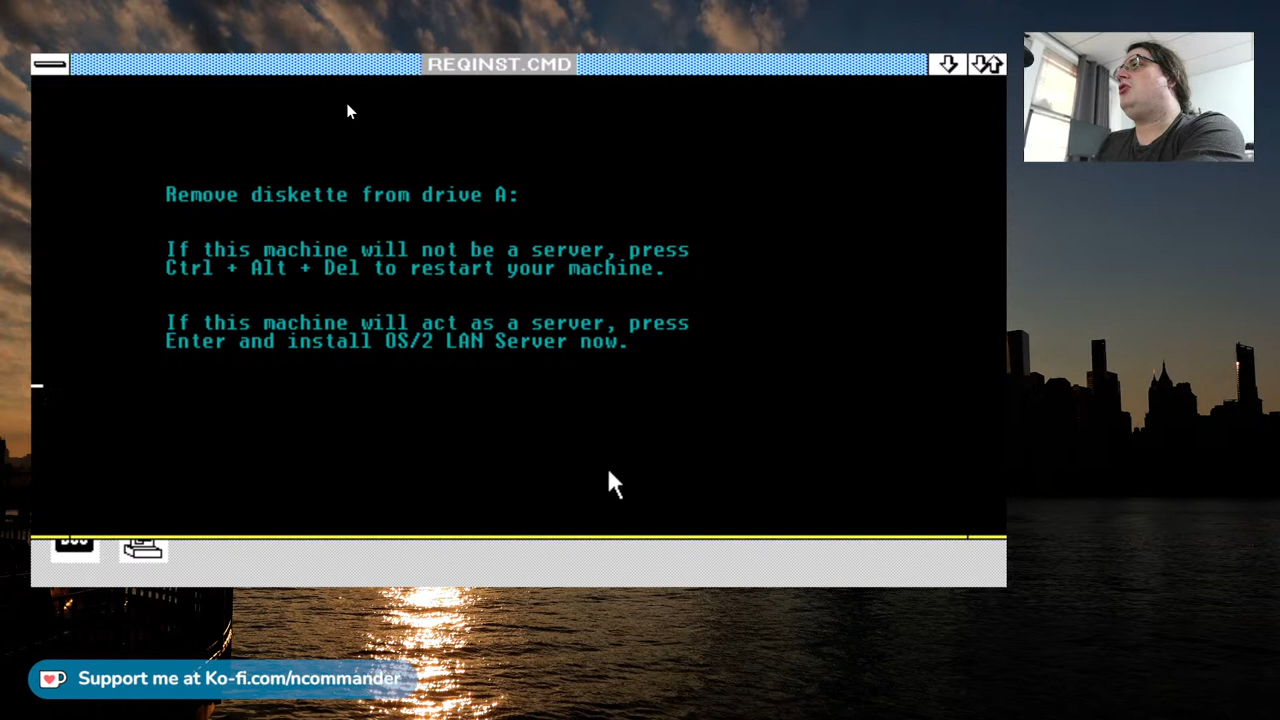 REQINST.CMD
Remove diskette from drive A:
If this machine will not be a server, press
Ctrl + Alt + Del to restart your machine.
If this machine will act as a server, press
Enter and install OS/2 LAN Server now.
Support me at Ko-fi.com/ncommander